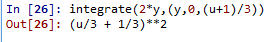 In [26]: integrate(2*y,(y,0,(u+1)/3))
Out[26]: (u/3 + 1/3)**2